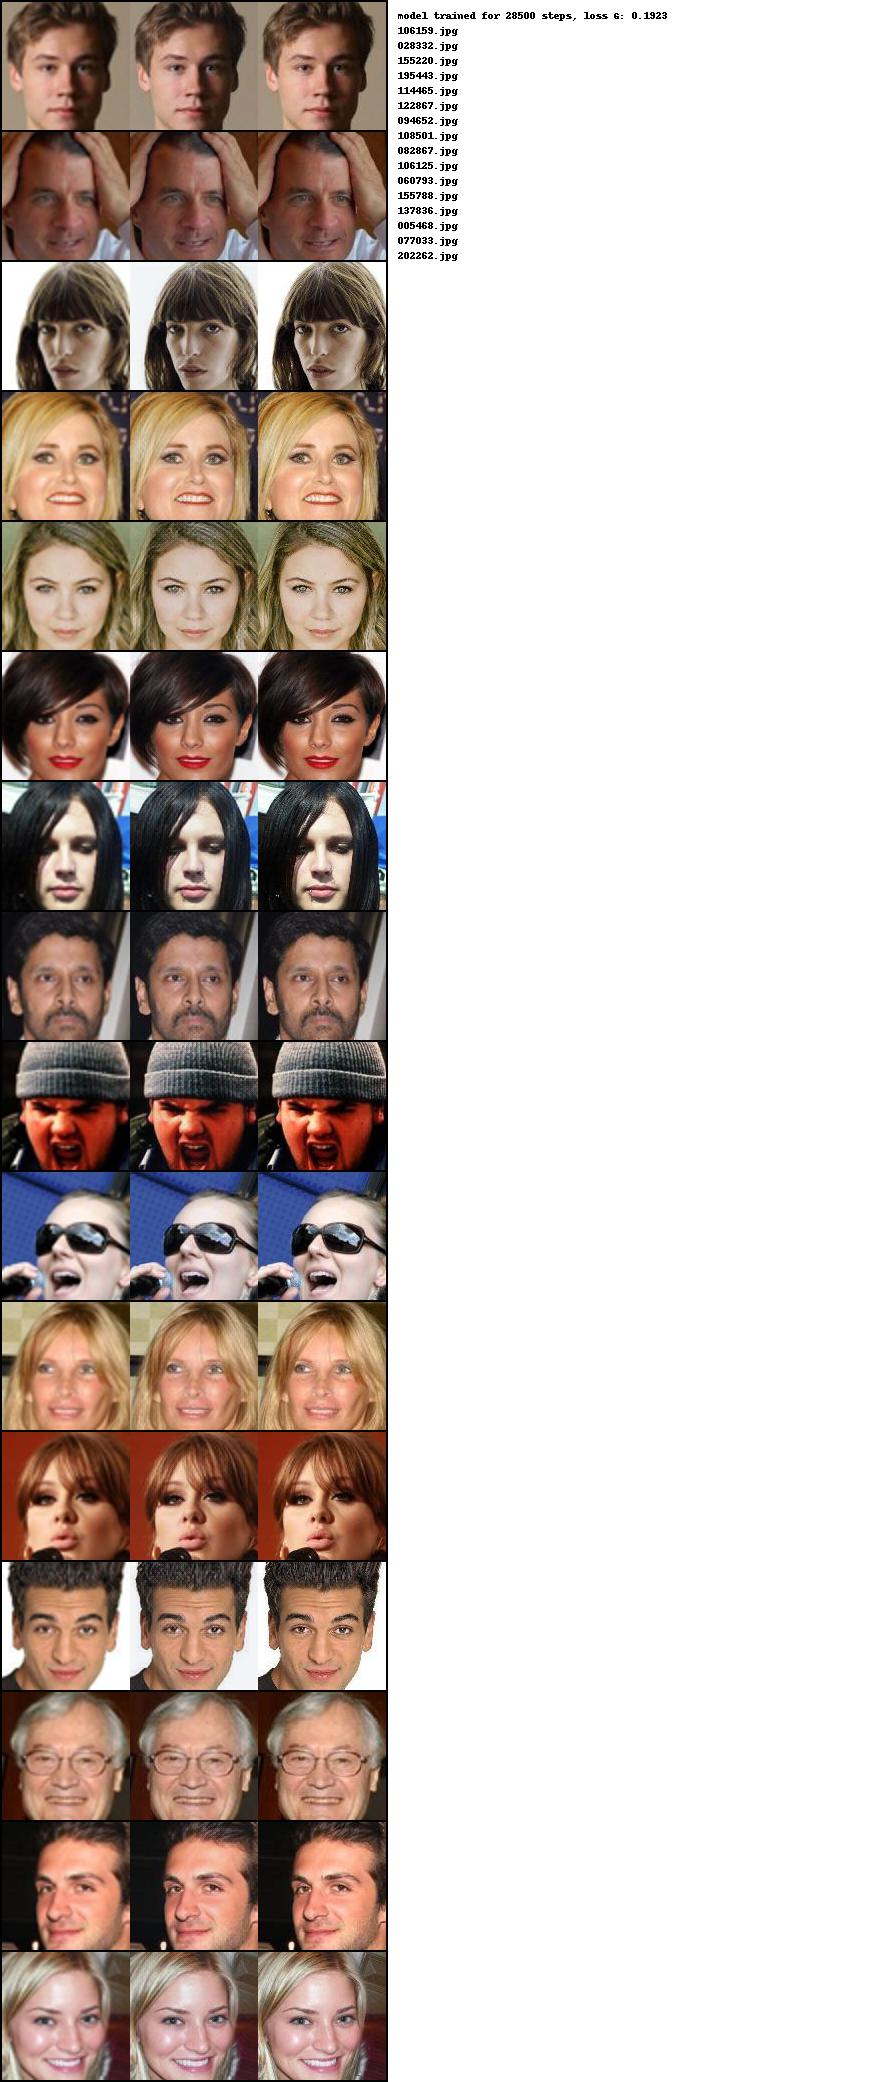 model trained for 28500 steps, loss G: 0.1923
106159.jpg
028332.jpg
155220.jpg
195443.jpg
114465.jpg
122867.jpg
094652.jpg
108501.jpg
082867.jpg
106125.jpg
060793.jpg
155788.jpg
137836.jpg
005468.jpg
077033.jpg
202262.jpg